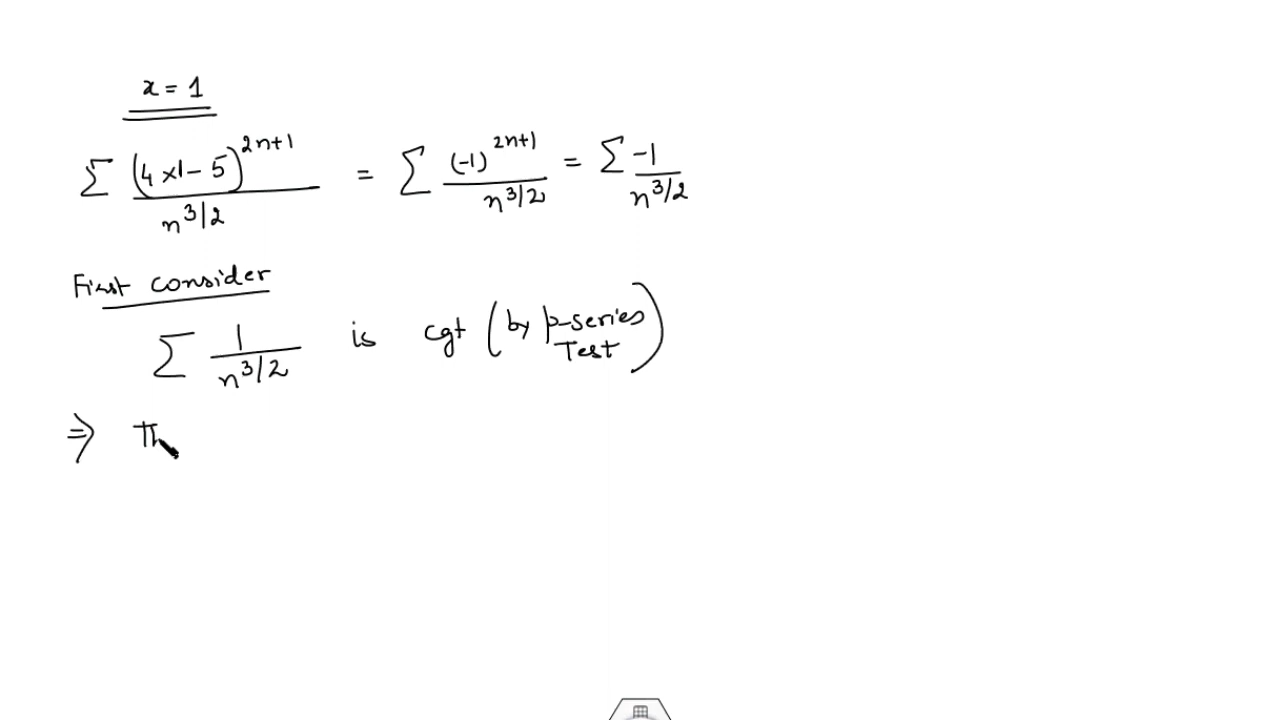 x = 1
∑ (4×1-5)^2n+1 / n^3/2 = ∑ (-1)^2n+1 / n^3/2 = ∑ -1 / n^3/2
First consider
∑ 1 / n^3/2 is cgt (by p-series Test)
⇒ Th